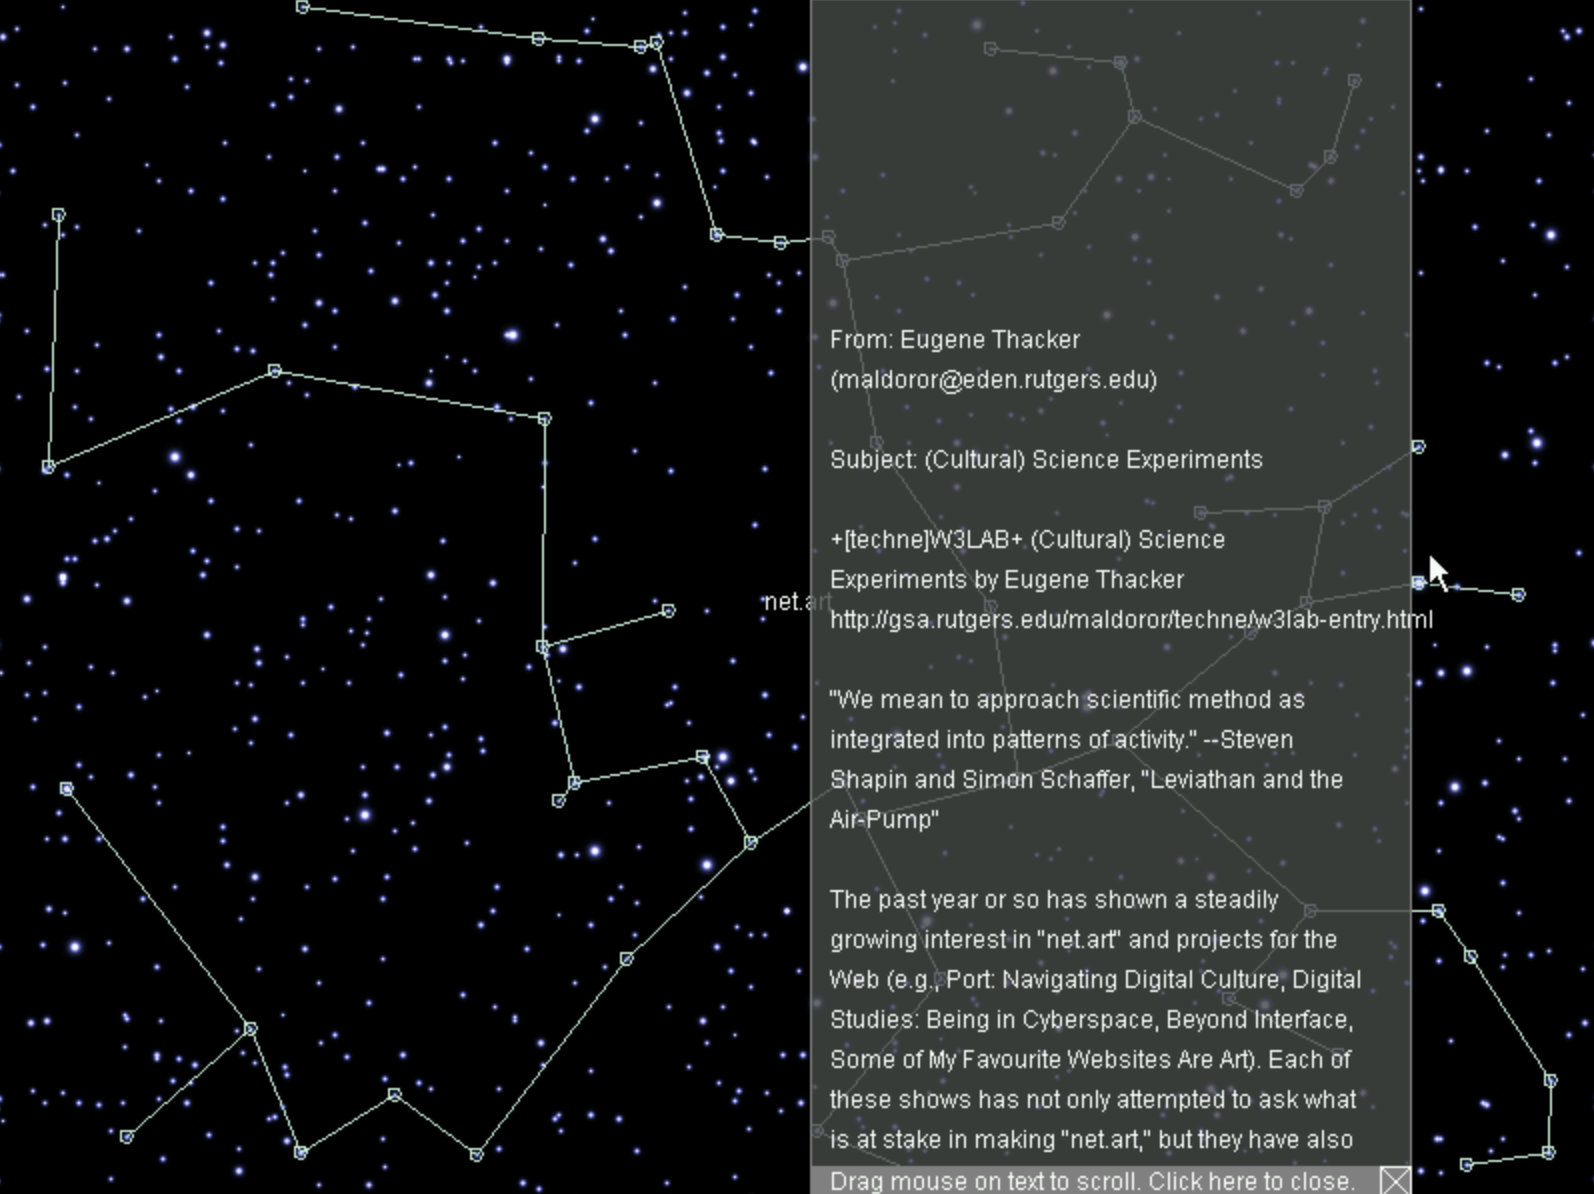 From: Eugene Thacker
(maldoror@eden.rutgers.edu)
Subject: (Cultural) Science Experiments
+[techne]W3LAB+ (Cultural) Science
Experiments by Eugene Thacker
net.art
http://gsa.rutgers.edu/maldoror/techne/w3lab-entry.html
"We mean to approach scientific method as
integrated into patterns of activity." --Steven
Shapin and Simon Schaffer, "Leviathan and the
Air-Pump"
The past year or so has shown a steadily
growing interest in "net.art" and projects for the
Web (e.g., Port: Navigating Digital Culture, Digital
Studies: Being in Cyberspace, Beyond Interface,
Some of My Favourite Websites Are Art). Each of
these shows has not only attempted to ask what
is at stake in making "net.art," but they have also
Drag mouse on text to scroll. Click here to close.